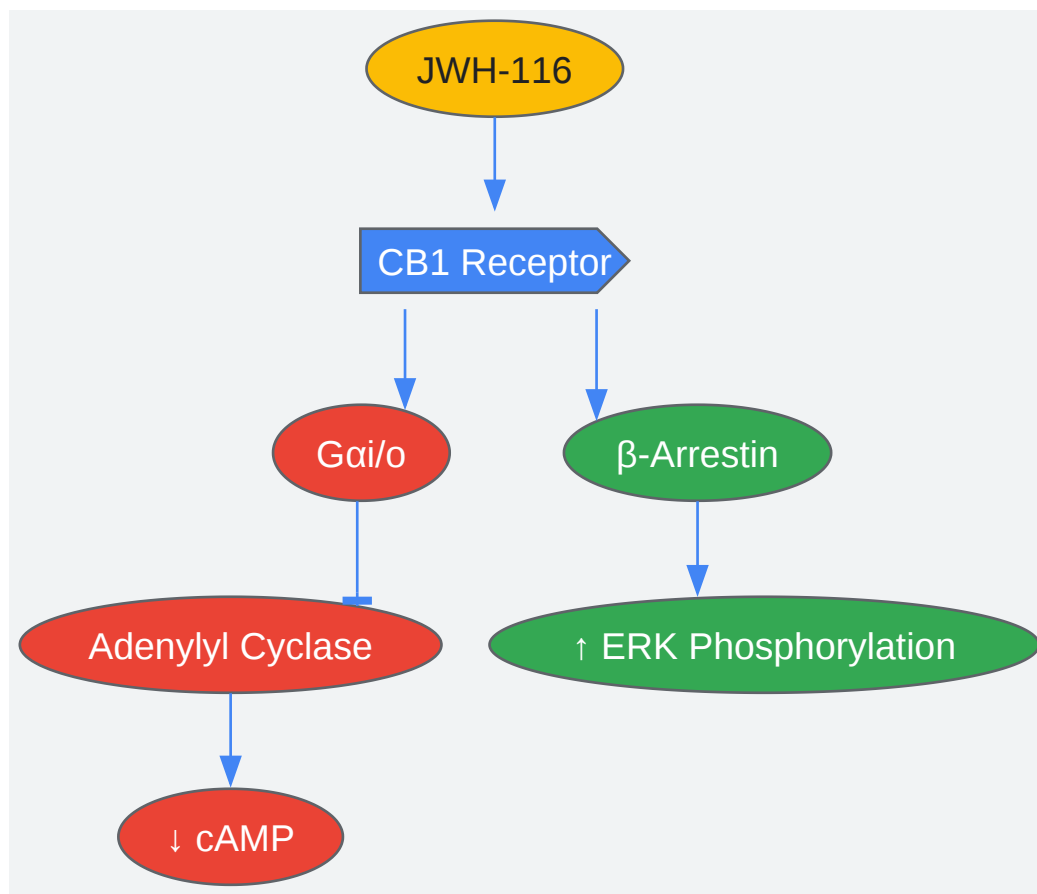 JWH-116
CB1 Receptor
Gαi/o
β-Arrestin
Adenylyl Cyclase
↑ ERK Phosphorylation
↓ cAMP